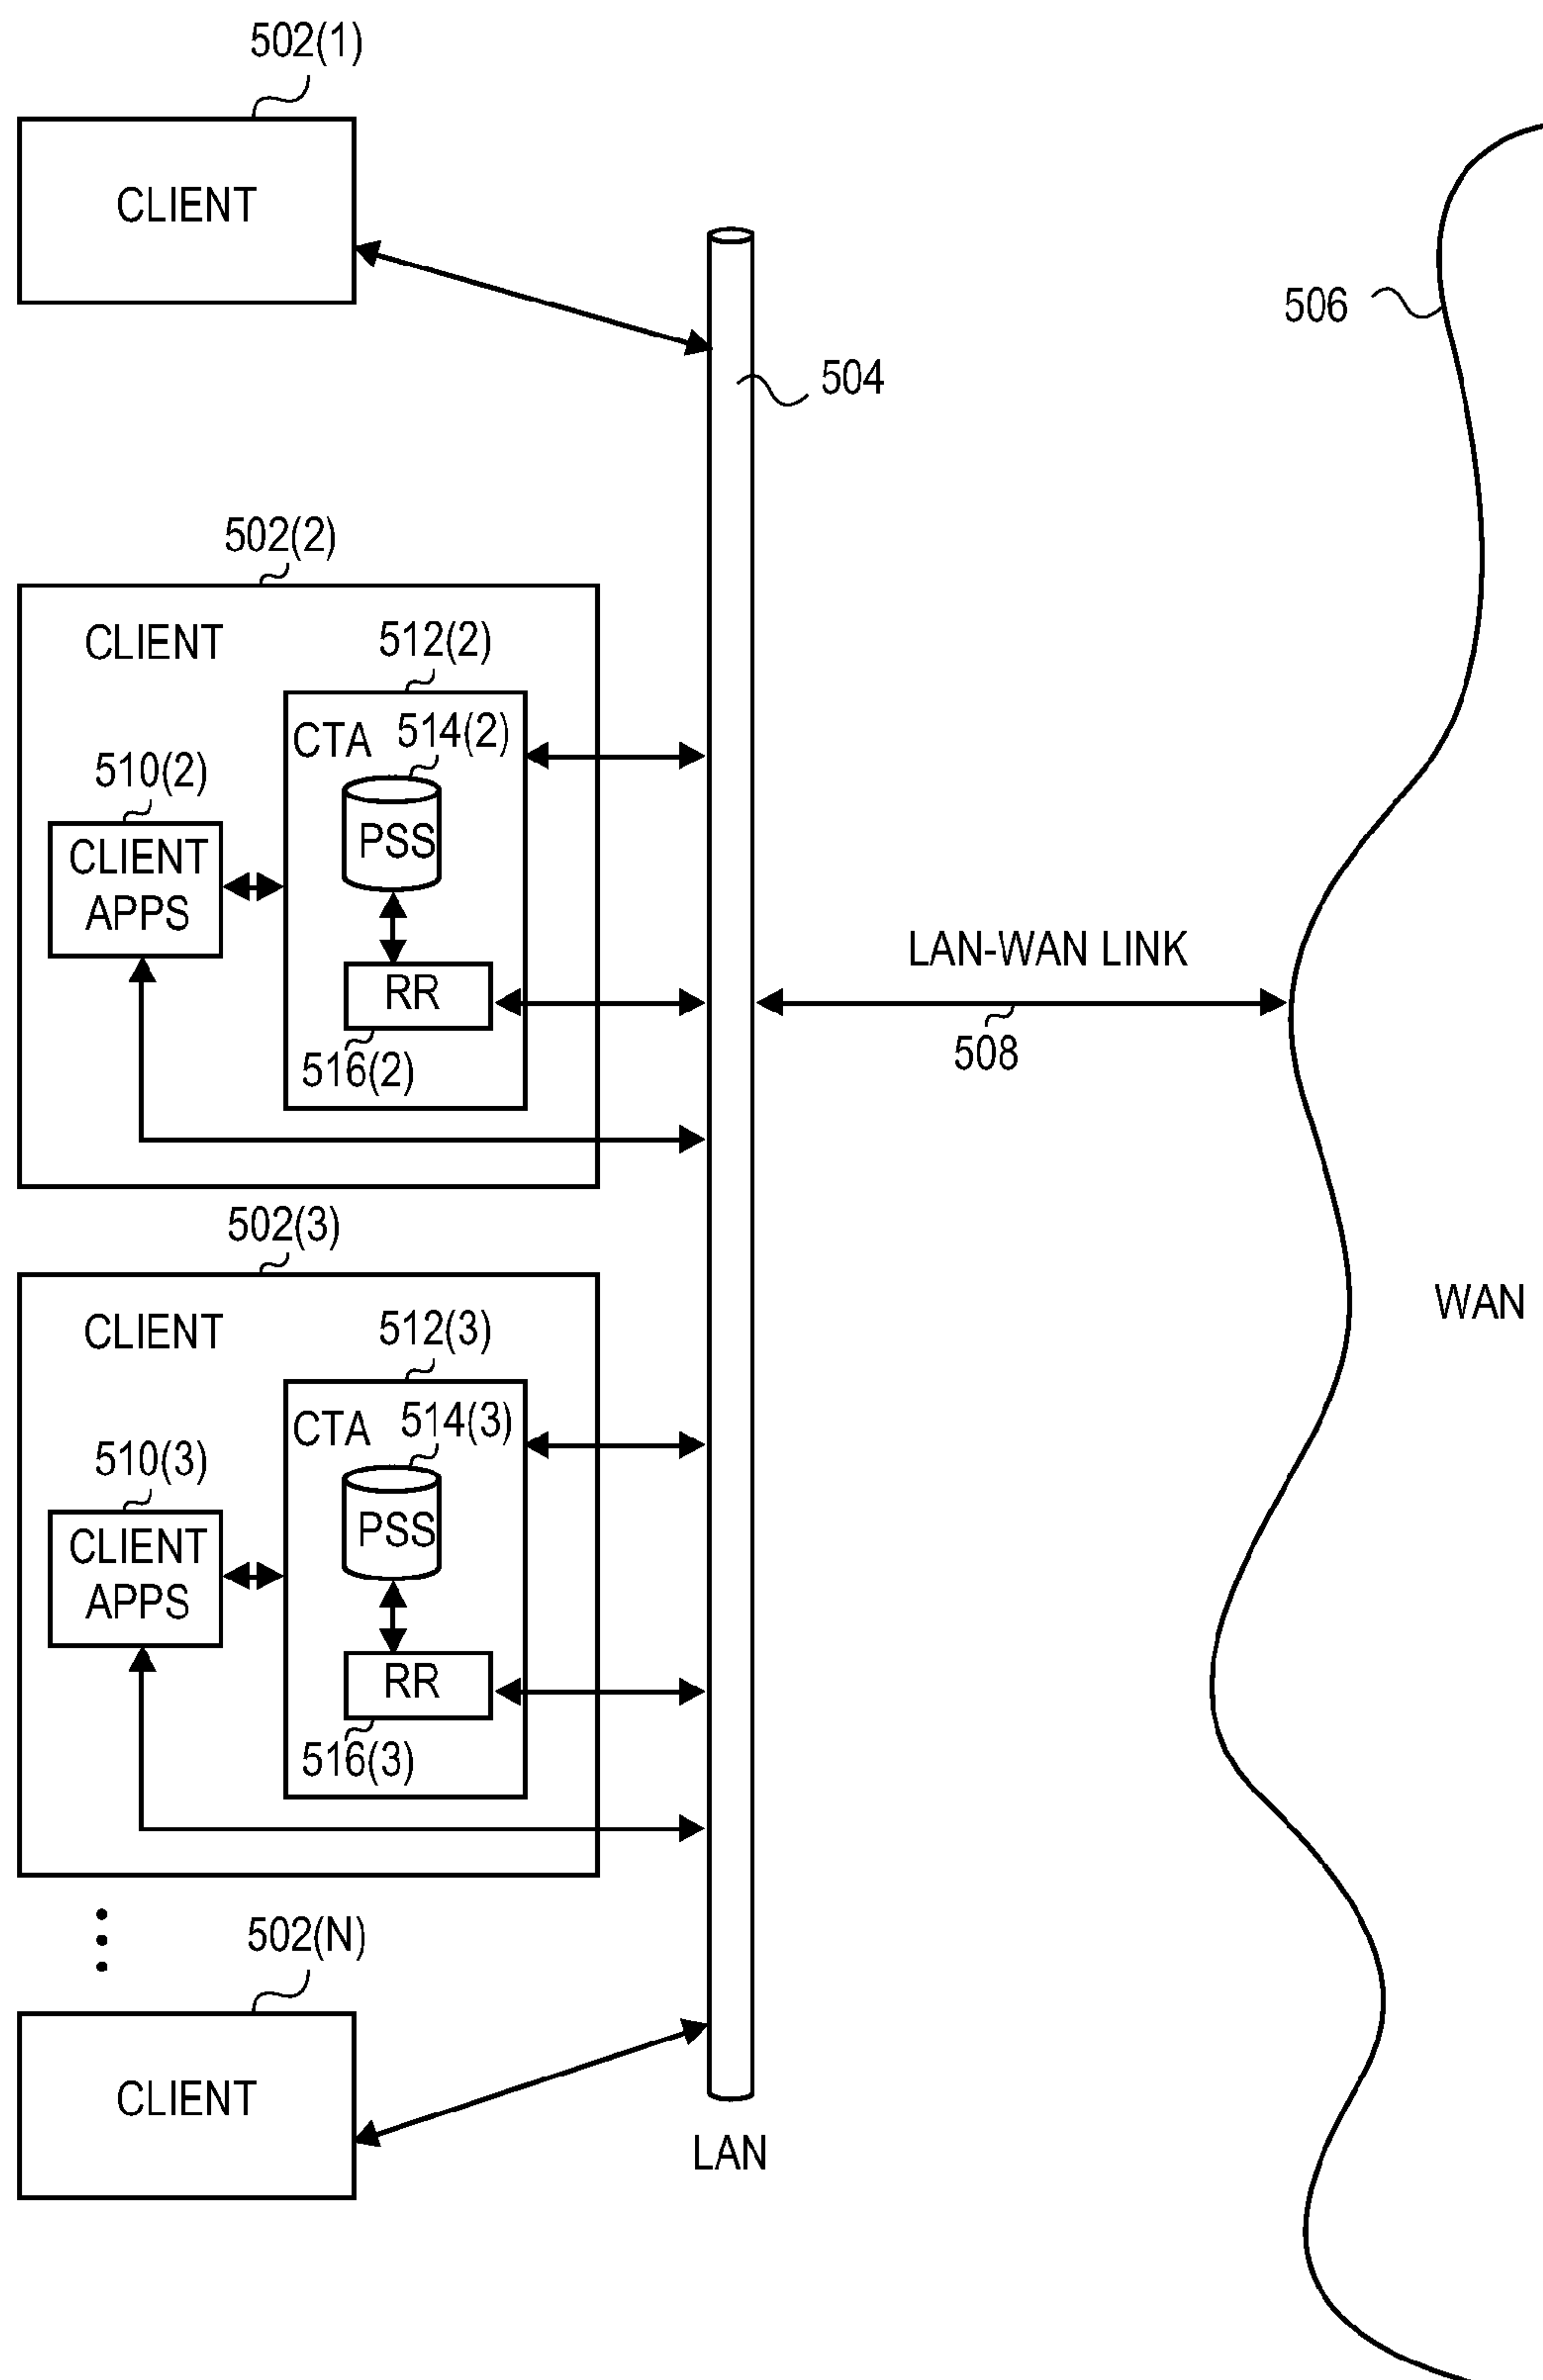 502(1)
CLIENT
506
504
502(2)
CLIENT
512(2)
CTA
514(2)
510(2)
PSS
CLIENT
APPS
LAN-WAN LINK
RR
508
516(2)
502(3)
CLIENT
WAN
512(3)
CTA
514(3)
510(3)
PSS
CLIENT
APPS
RR
516(3)
502(N)
CLIENT
LAN